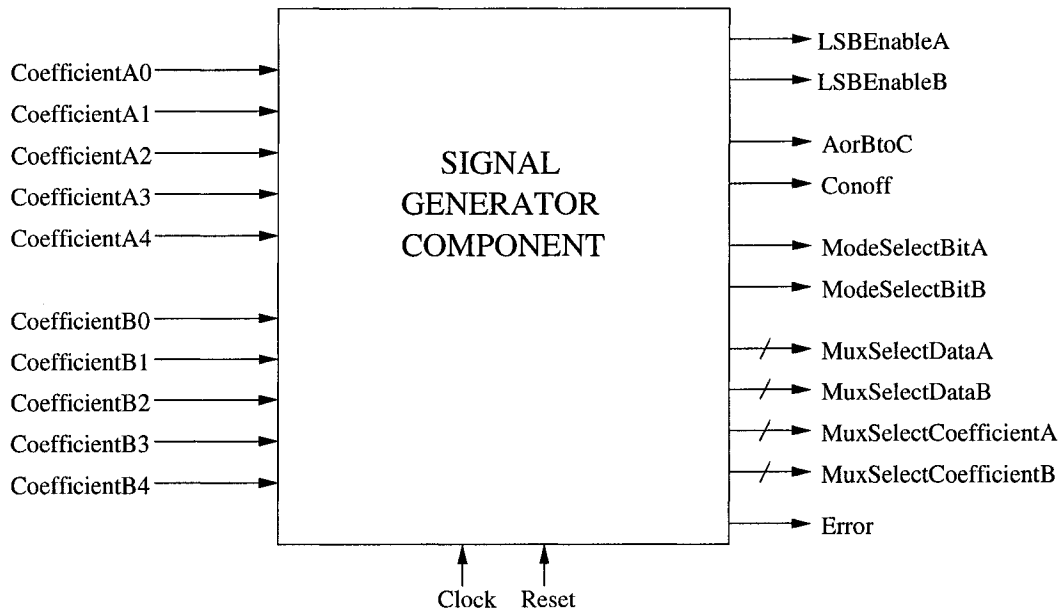 CoefficientA0
CoefficientA1
CoefficientA2
CoefficientA3
CoefficientA4
CoefficientB0
CoefficientB1
CoefficientB2
CoefficientB3
CoefficientB4
SIGNAL
GENERATOR
COMPONENT
LSBEnableA
LSBEnableB
AorBtoC
Conoff
ModeSelectBitA
ModeSelectBitB
MuxSelectDataA
MuxSelectDataB
MuxSelectCoefficientA
MuxSelectCoefficientB
Error
Clock Reset